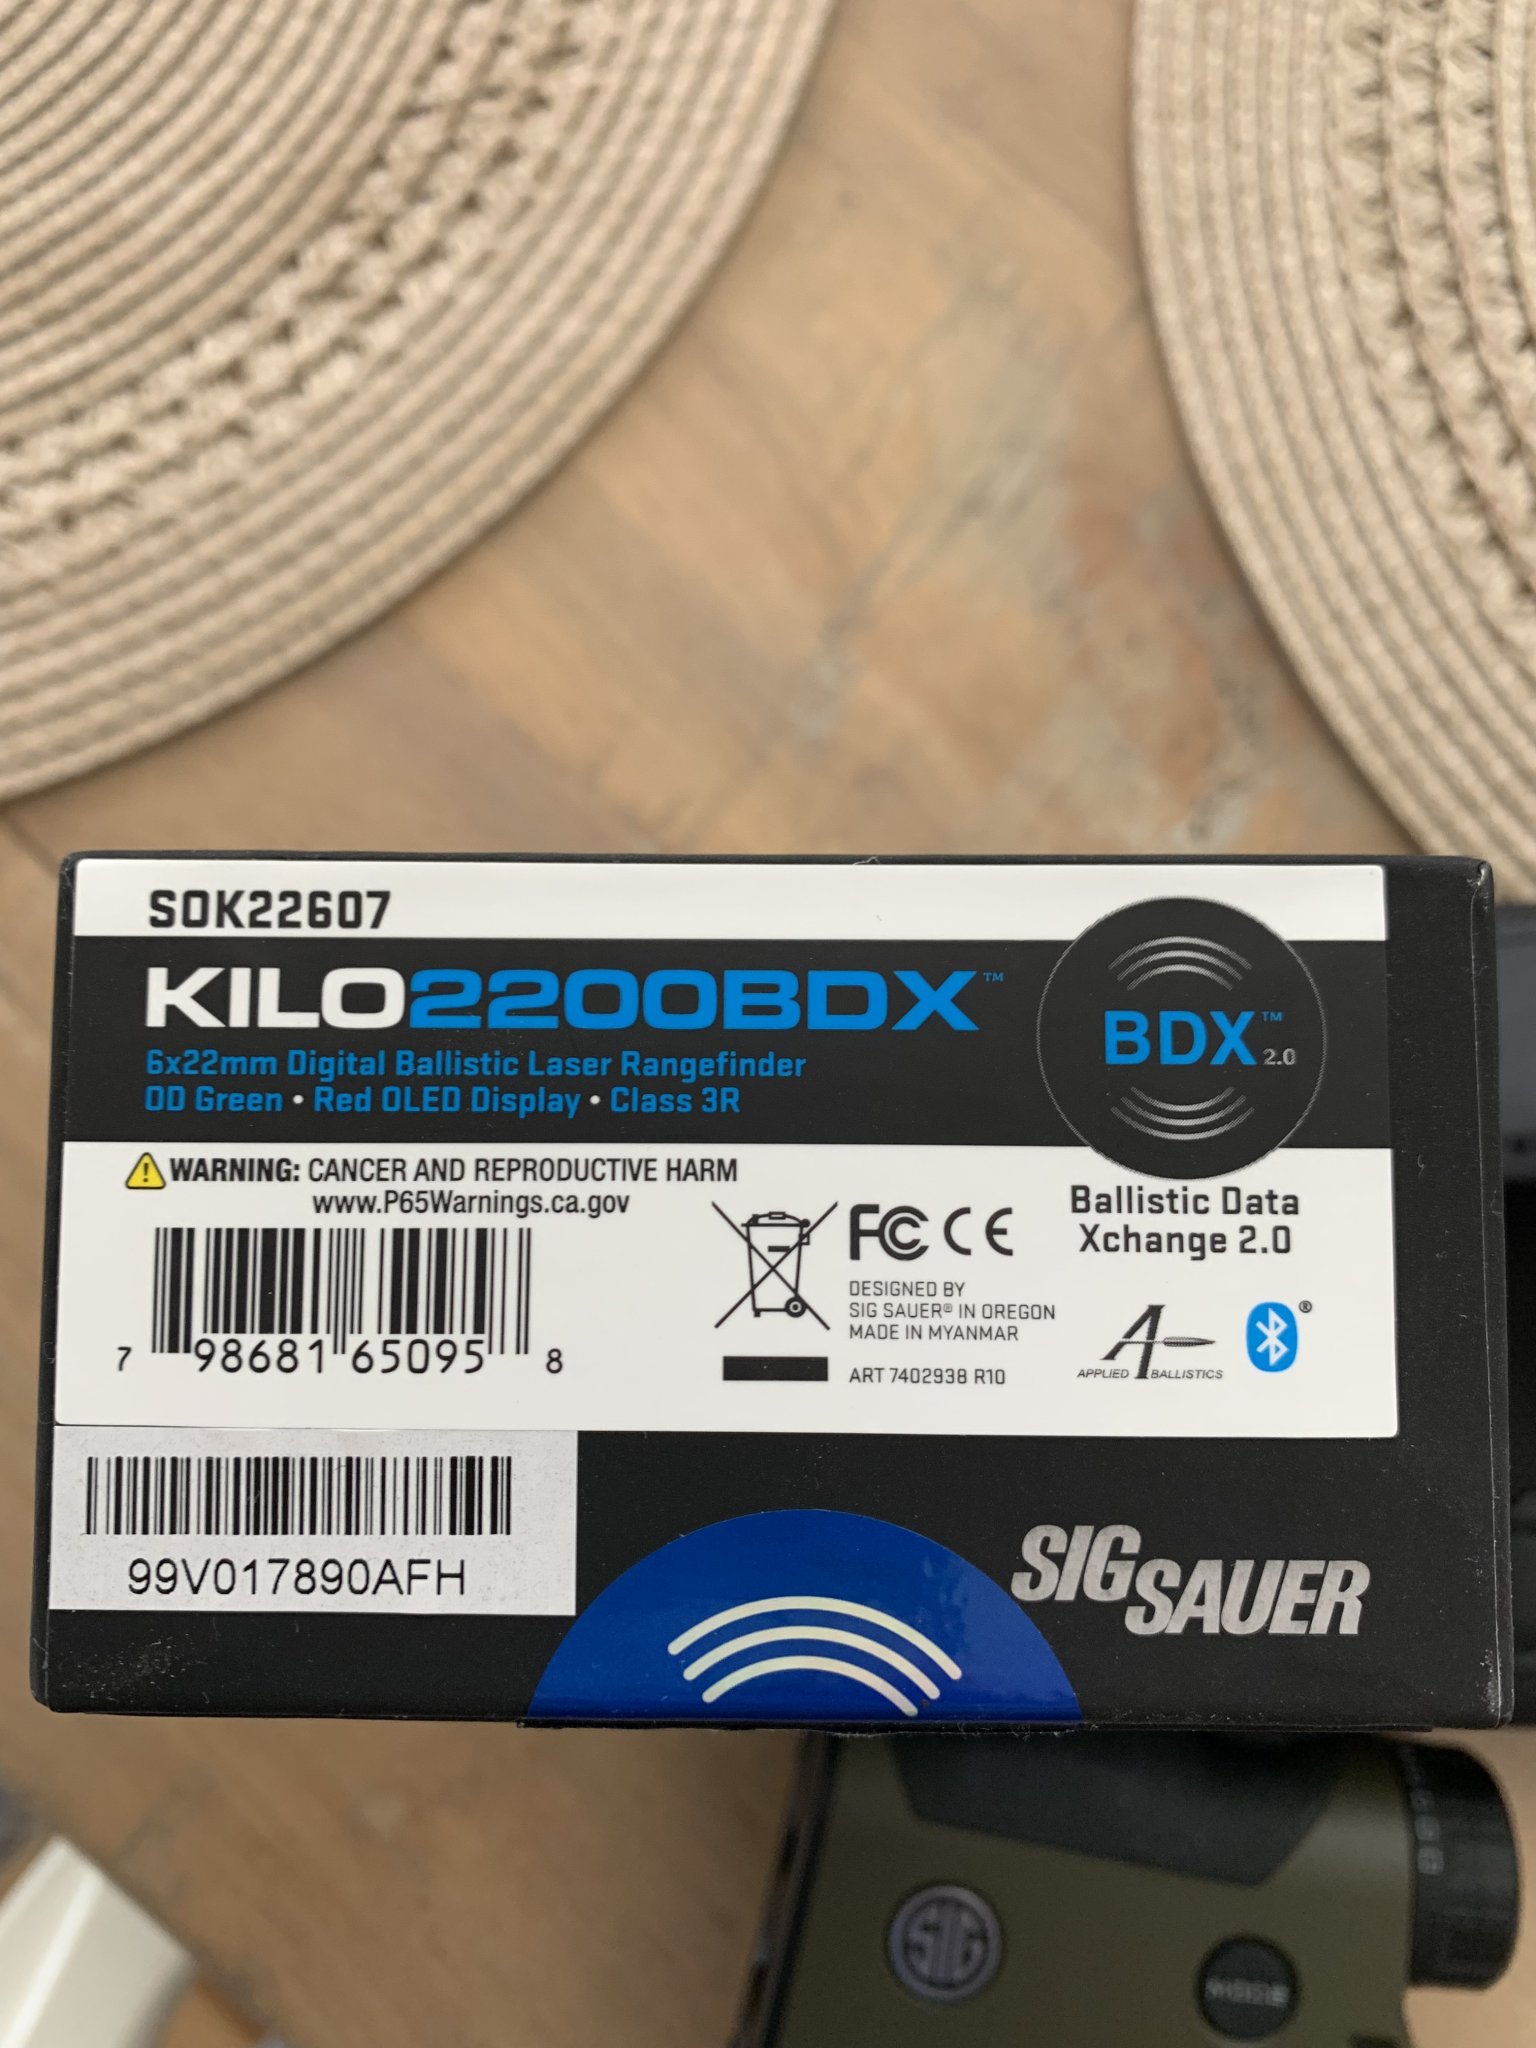 SOK22607
KILO2200BDX™
6x22mm Digital Ballistic Laser Rangefinder
OD Green • Red OLED Display • Class 3R
BDX™ 2.0
WARNING: CANCER AND REPRODUCTIVE HARM
www.P65Warnings.ca.gov
7 98681 65095 8
FC CE
DESIGNED BY
SIG SAUER® IN OREGON
MADE IN MYANMAR
ART 7402938 R10
Ballistic Data
Xchange 2.0
APPLIED BALLISTICS
®
99V017890AFH
SIG SAUER
SIG
MODE